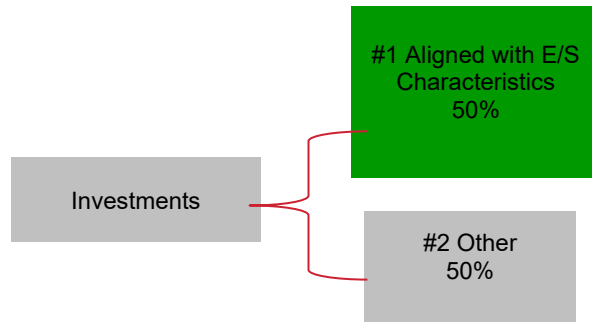 #1 Aligned with E/S
Characteristics
50%
Investments
#2 Other
50%